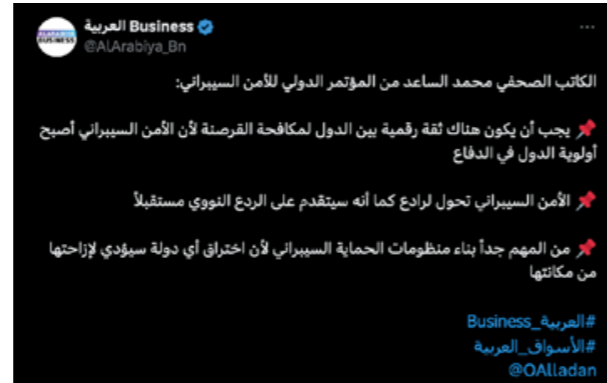 العربية Business
@AlArabiya_Bn
الكاتب الصحفي محمد الساعد من المؤتمر الدولي للأمن السيبراني:
📌 يجب أن يكون هناك ثقة رقمية بين الدول لمكافحة القرصنة لأن الأمن السيبراني أصبح
أولوية الدول في الدفاع
📌 الأمن السيبراني تحول لرادع كما أنه سيتقدم على الردع النووي مستقبلاً
📌 من المهم جداً بناء منظومات الحماية السيبراني لأن اختراق أي دولة سيؤدي لإزاحتها
من مكانتها
#العربية_Business
#الأسواق_العربية
@OAlladan